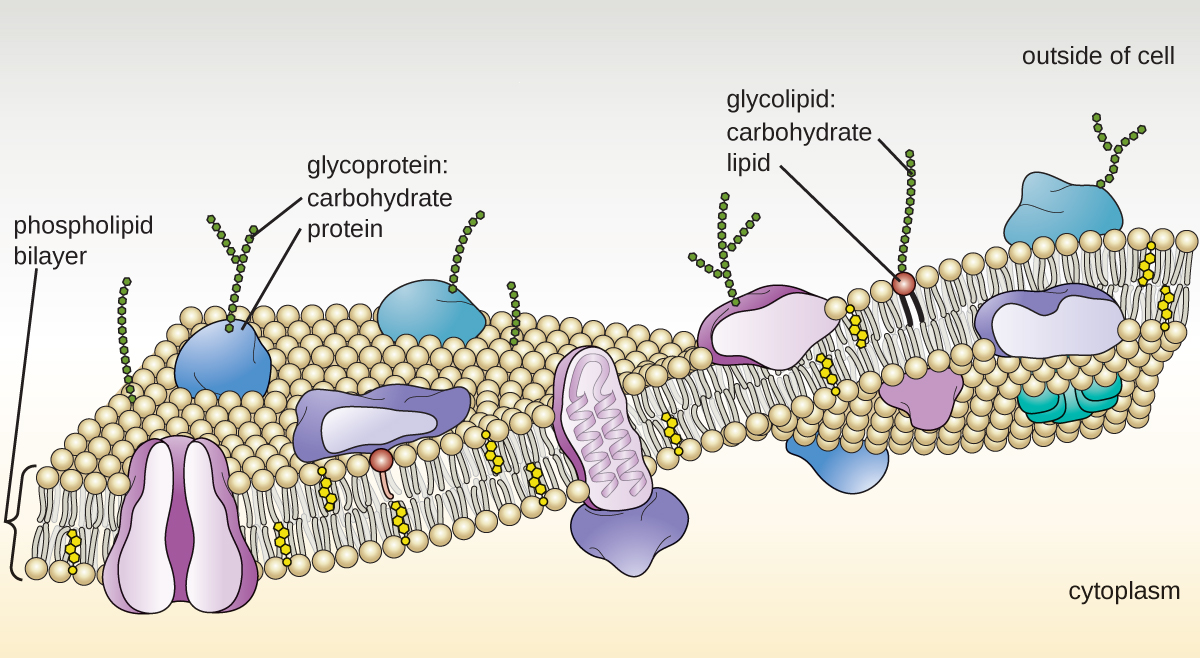 outside of cell
glycolipid:
carbohydrate
lipid
glycoprotein:
carbohydrate
protein
phospholipid
bilayer
cytoplasm